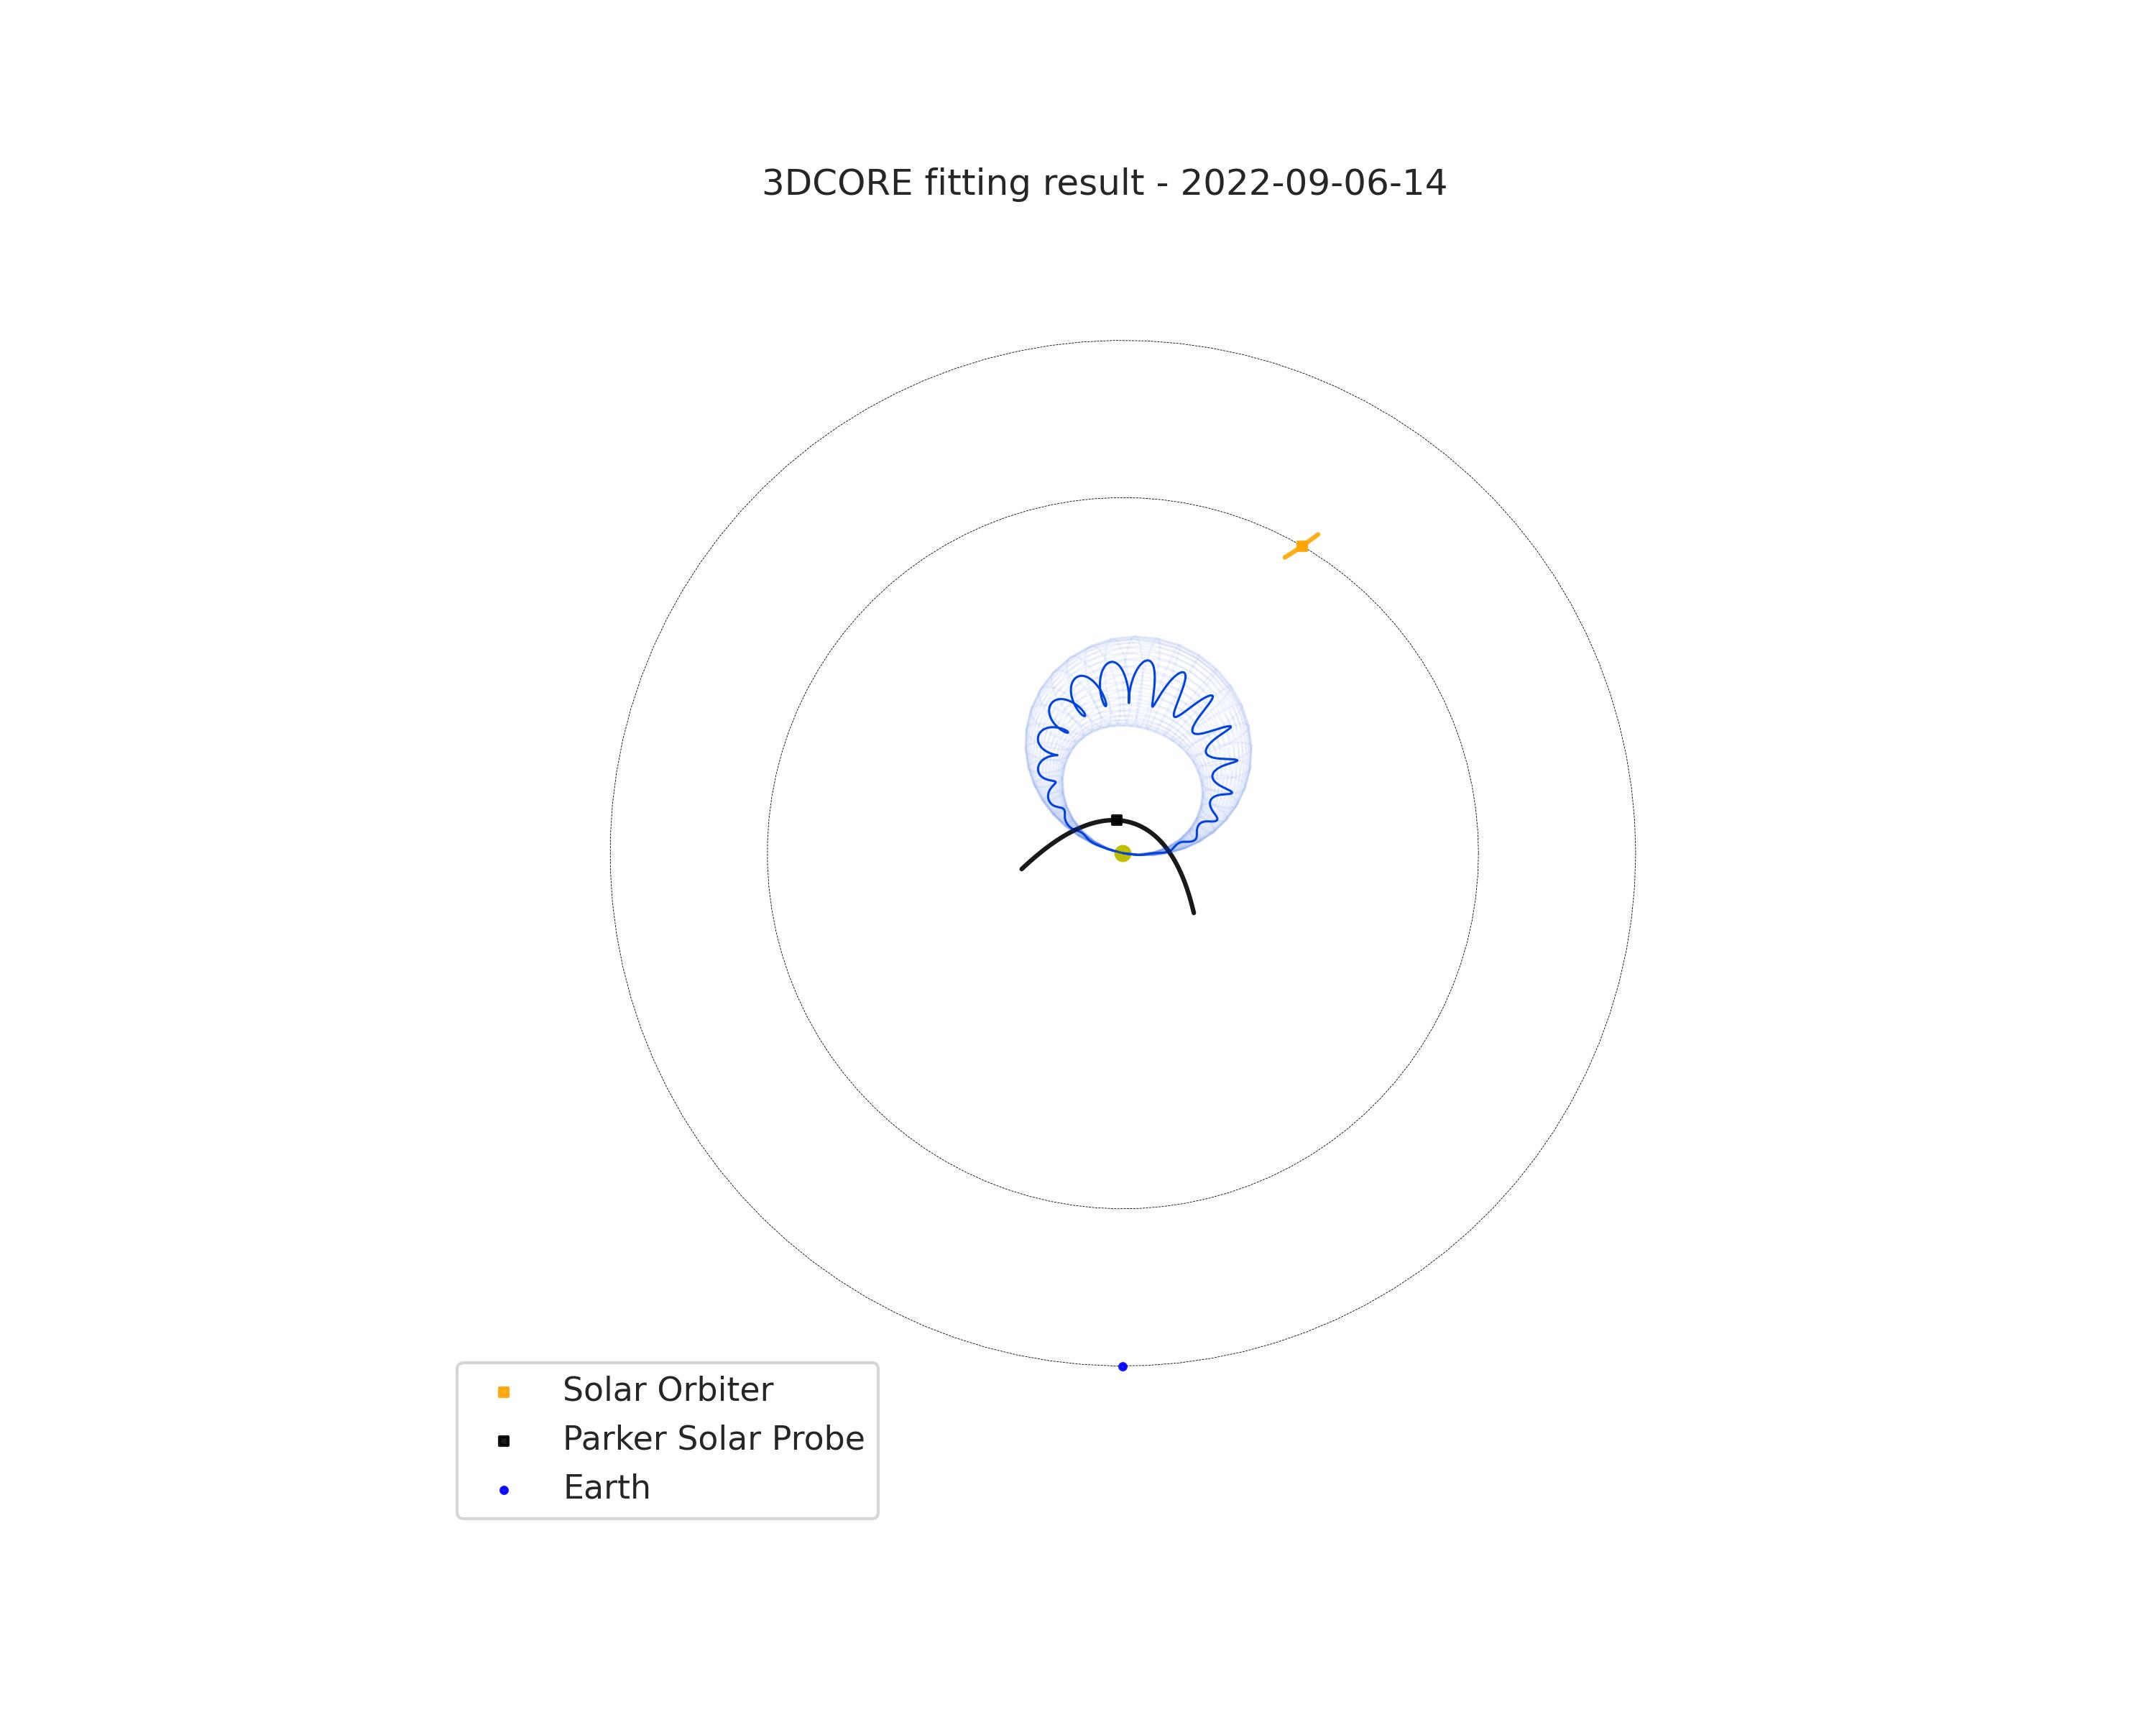 3DCORE fitting result - 2022-09-06-14
Solar Orbiter
Parker Solar Probe
Earth